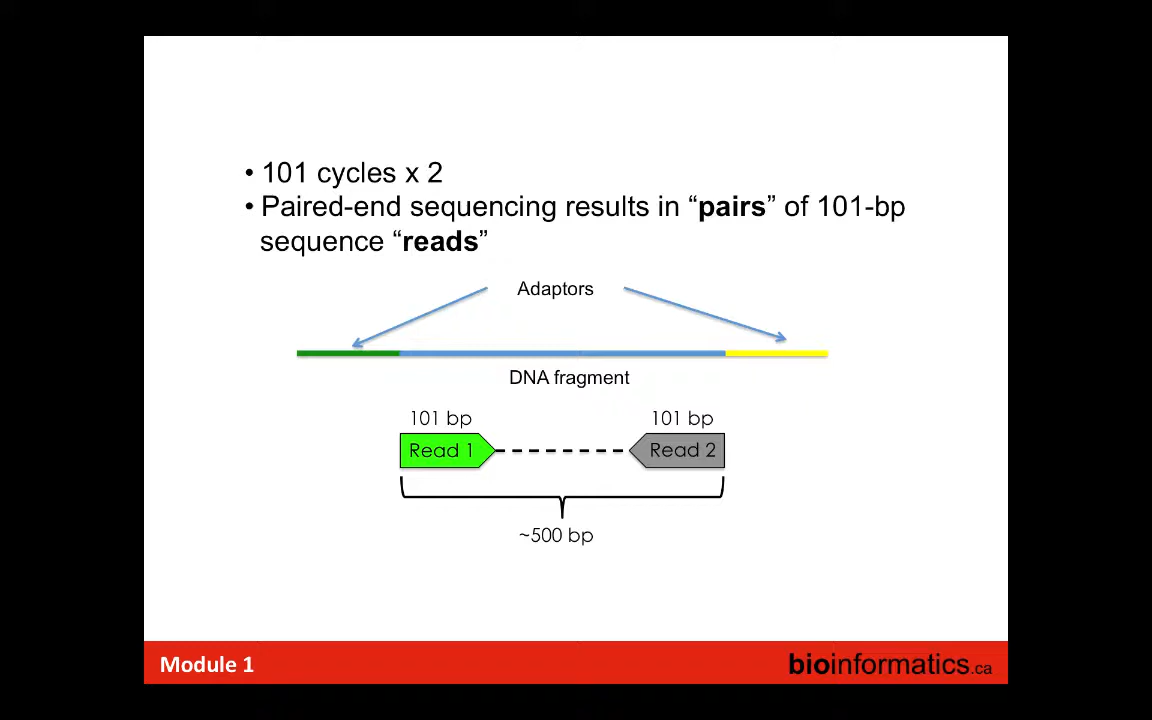 • 101 cycles x 2
• Paired-end sequencing results in “pairs” of 101-bp
sequence “reads”
Adaptors
DNA fragment
101 bp 101 bp
Read 1 Read 2
~500 bp
Module 1 bioinformatics.ca